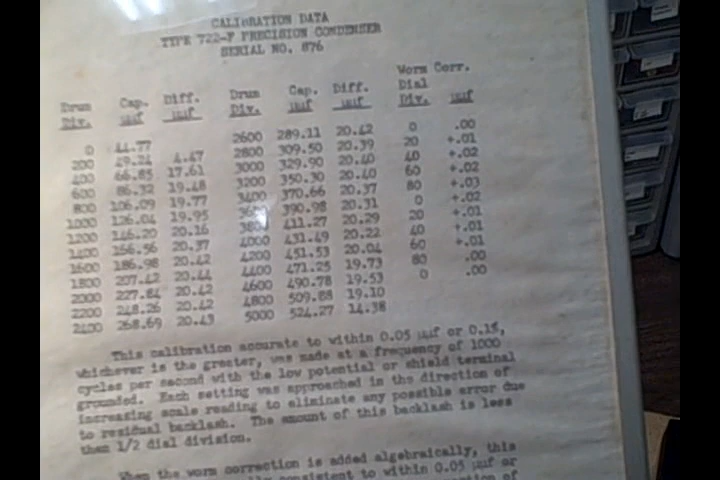 CALIBRATION DATA
TYPE 722-F PRECISION CONDENSER
SERIAL NO. 876
Worm Corr.
Drum Cap. Diff. Drum Cap. Diff. Dial
Div. μμf μμf Div. μμf μμf Div. μμf
0 44.77 2600 289.11 20.42 0 .00
200 49.24 4.47 2800 309.50 20.39 20 +.01
400 66.85 17.61 3000 329.90 20.40 40 +.02
600 86.32 19.48 3200 350.30 20.40 60 +.02
800 106.09 19.77 3400 370.66 20.37 80 +.03
1000 126.04 19.95 3600 390.98 20.31 0 +.02
1200 146.20 20.16 3800 411.27 20.29 20 +.01
1400 166.56 20.37 4000 431.49 20.22 40 +.01
1600 186.98 20.42 4200 451.53 20.04 60 +.01
1800 207.42 20.44 4400 471.25 19.73 80 .00
2000 227.84 20.42 4600 490.78 19.53 0 .00
2200 248.26 20.42 4800 509.88 19.10
2400 268.69 20.43 5000 524.27 14.38
This calibration accurate to within 0.05 μμf or 0.1%,
whichever is the greater, was made at a frequency of 1000
cycles per second with the low potential or shield terminal
grounded. Each setting was approached in the direction of
increasing scale reading to eliminate any possible error due
to residual backlash. The amount of this backlash is less
than 1/2 dial division.
When the worm correction is added algebraically, this
consistent to within 0.05 μμf or